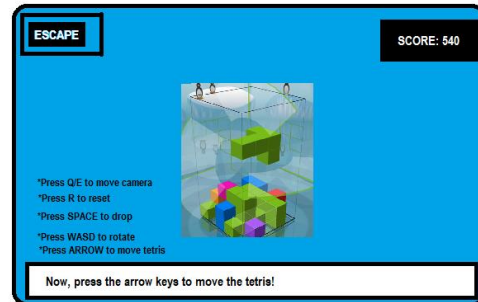 ESCAPE
SCORE: 540
*Press Q/E to move camera
*Press R to reset
*Press SPACE to drop
*Press WASD to rotate
*Press ARROW to move tetris
Now, press the arrow keys to move the tetris!